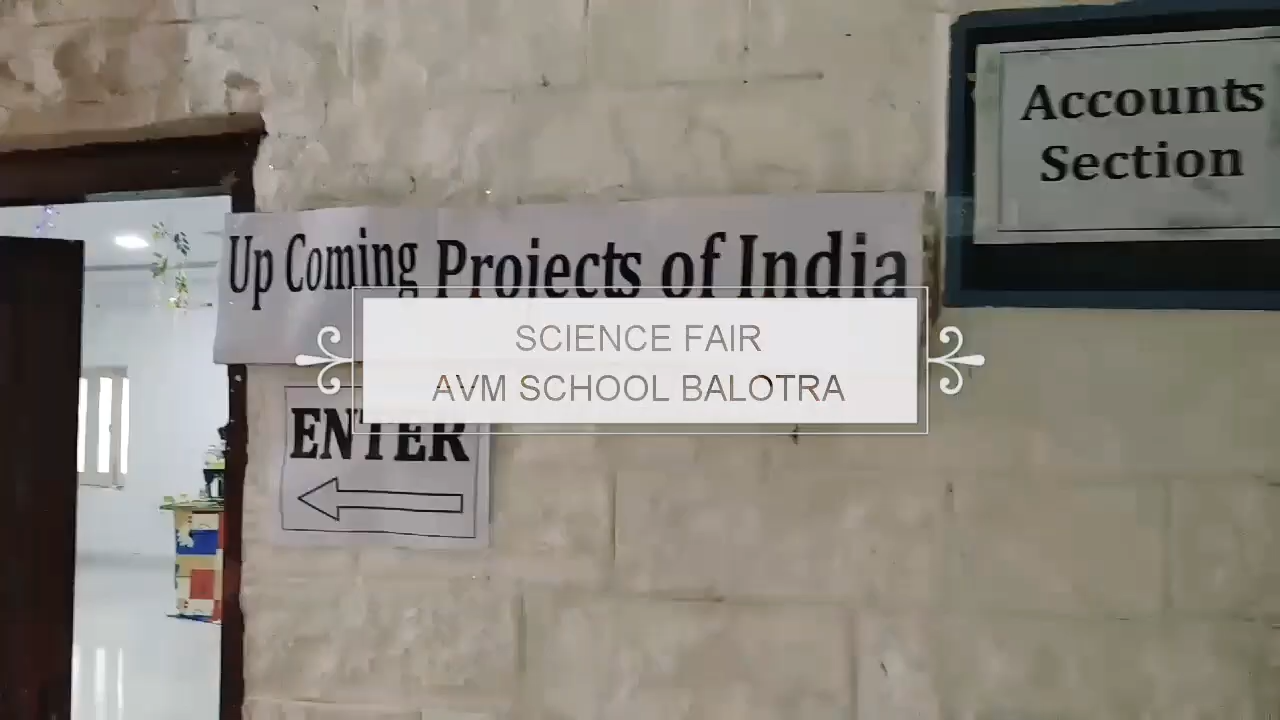 Accounts
Section
Up Coming Projects of India
SCIENCE FAIR
AVM SCHOOL BALOTRA
ENTER